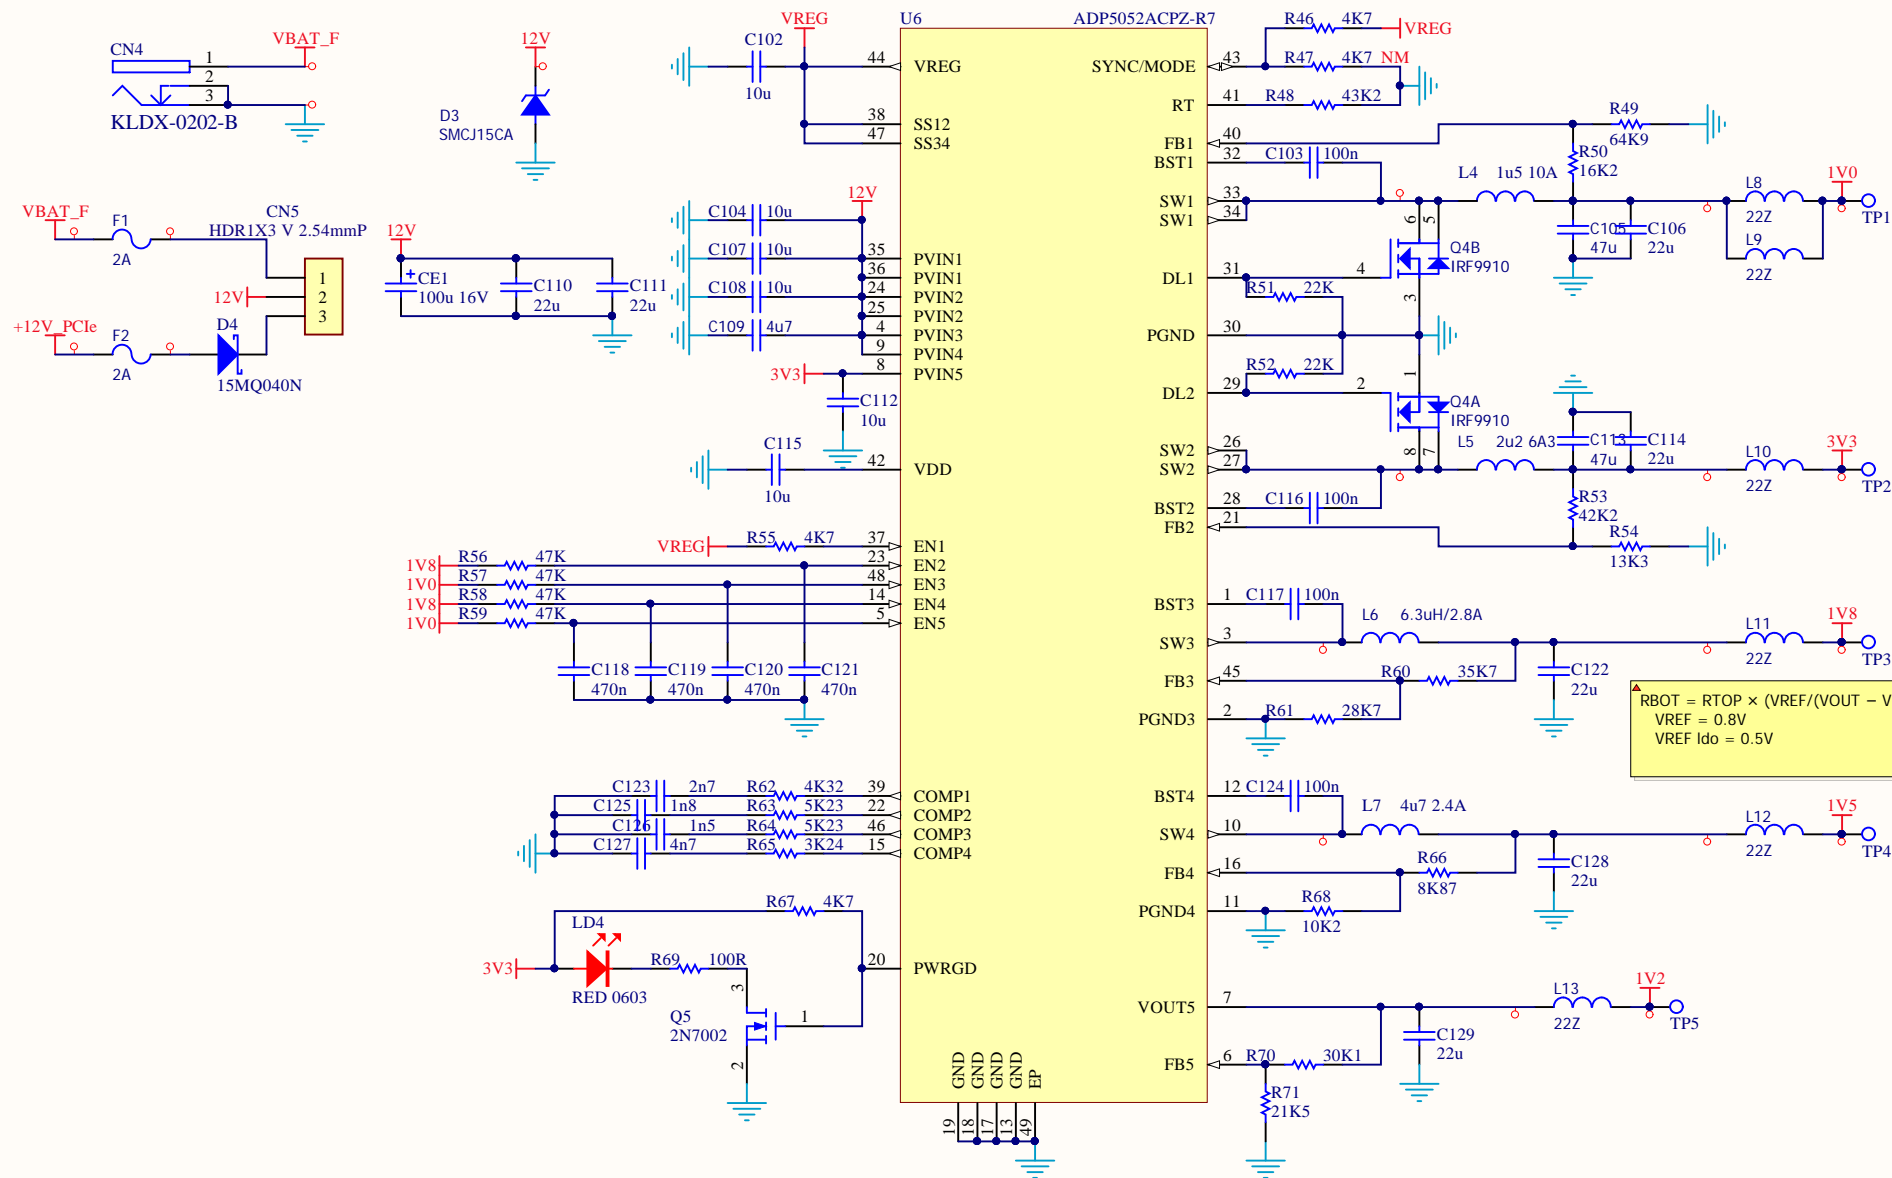 CN4
1
2
3
KLDX-0202-B
VBAT_F
12V
D3
SMCJ15CA
VBAT_F
F1
2A
CN5
HDR1X3 V 2.54mmP
1
2
3
12V
+12V_PCIe
F2
2A
D4
15MQ040N
12V
+
CE1
100u 16V
C110
22u
C111
22u
VREG
C102
10u
12V
C104 10u
C107 10u
C108 10u
C109 4u7
3V3
C112
10u
C115
10u
VREG
R55 4K7
1V8 R56 47K
1V0 R57 47K
1V8 R58 47K
1V0 R59 47K
C118
470n
C119
470n
C120
470n
C121
470n
C123 2n7 R62 4K32
C125 1n8 R63 5K23
C126 1n5 R64 5K23
C127 4n7 R65 3K24
R67 4K7
LD4
3V3
RED 0603
R69 100R
Q5
2N7002
3
1
2
U6
ADP5052ACPZ-R7
44 VREG
38 SS12
47 SS34
35 PVIN1
36 PVIN1
24 PVIN2
25 PVIN2
4 PVIN3
9 PVIN4
8 PVIN5
42 VDD
37 EN1
23 EN2
48 EN3
14 EN4
5 EN5
39 COMP1
22 COMP2
46 COMP3
15 COMP4
20 PWRGD
GND GND GND GND EP
19 18 17 13 49
SYNC/MODE 43
RT 41
FB1 40
BST1 32
SW1 33
SW1 34
DL1 31
PGND 30
DL2 29
SW2 26
SW2 27
BST2 28
FB2 21
BST3 1
SW3 3
FB3 45
PGND3 2
BST4 12
SW4 10
FB4 16
PGND4 11
VOUT5 7
FB5 6
R46 4K7 VREG
R47 4K7 NM
R48 43K2
R49
64K9
R50
16K2
C103 100n
L4 1u5 10A
C105
47u
C106
22u
L8
22Z
L9
22Z
1V0
TP1
6
5
4
3
Q4B
IRF9910
R51 22K
R52 22K
1
2
8
7
Q4A
IRF9910
L5 2u2 6A3
C113
47u
C114
22u
L10
22Z
3V3
TP2
C116 100n
R53
42K2
R54
13K3
C117 100n
L6 6.3uH/2.8A
R60 35K7
R61 28K7
C122
22u
L11
22Z
1V8
TP3
RBOT = RTOP × (VREF/(VOUT − V
VREF = 0.8V
VREF ldo = 0.5V
C124 100n
L7 4u7 2.4A
R66
8K87
R68
10K2
C128
22u
L12
22Z
1V5
TP4
L13
22Z
1V2
TP5
C129
22u
R70 30K1
R71
21K5